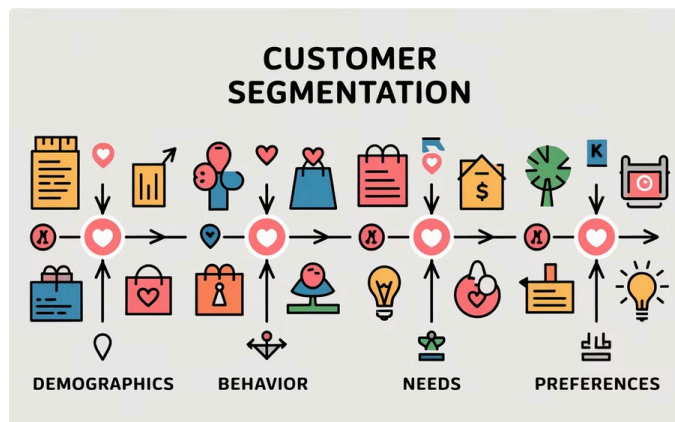 CUSTOMER
SEGMENTATION
K
$
DEMOGRAPHICS
BEHAVIOR
NEEDS
PREFERENCES